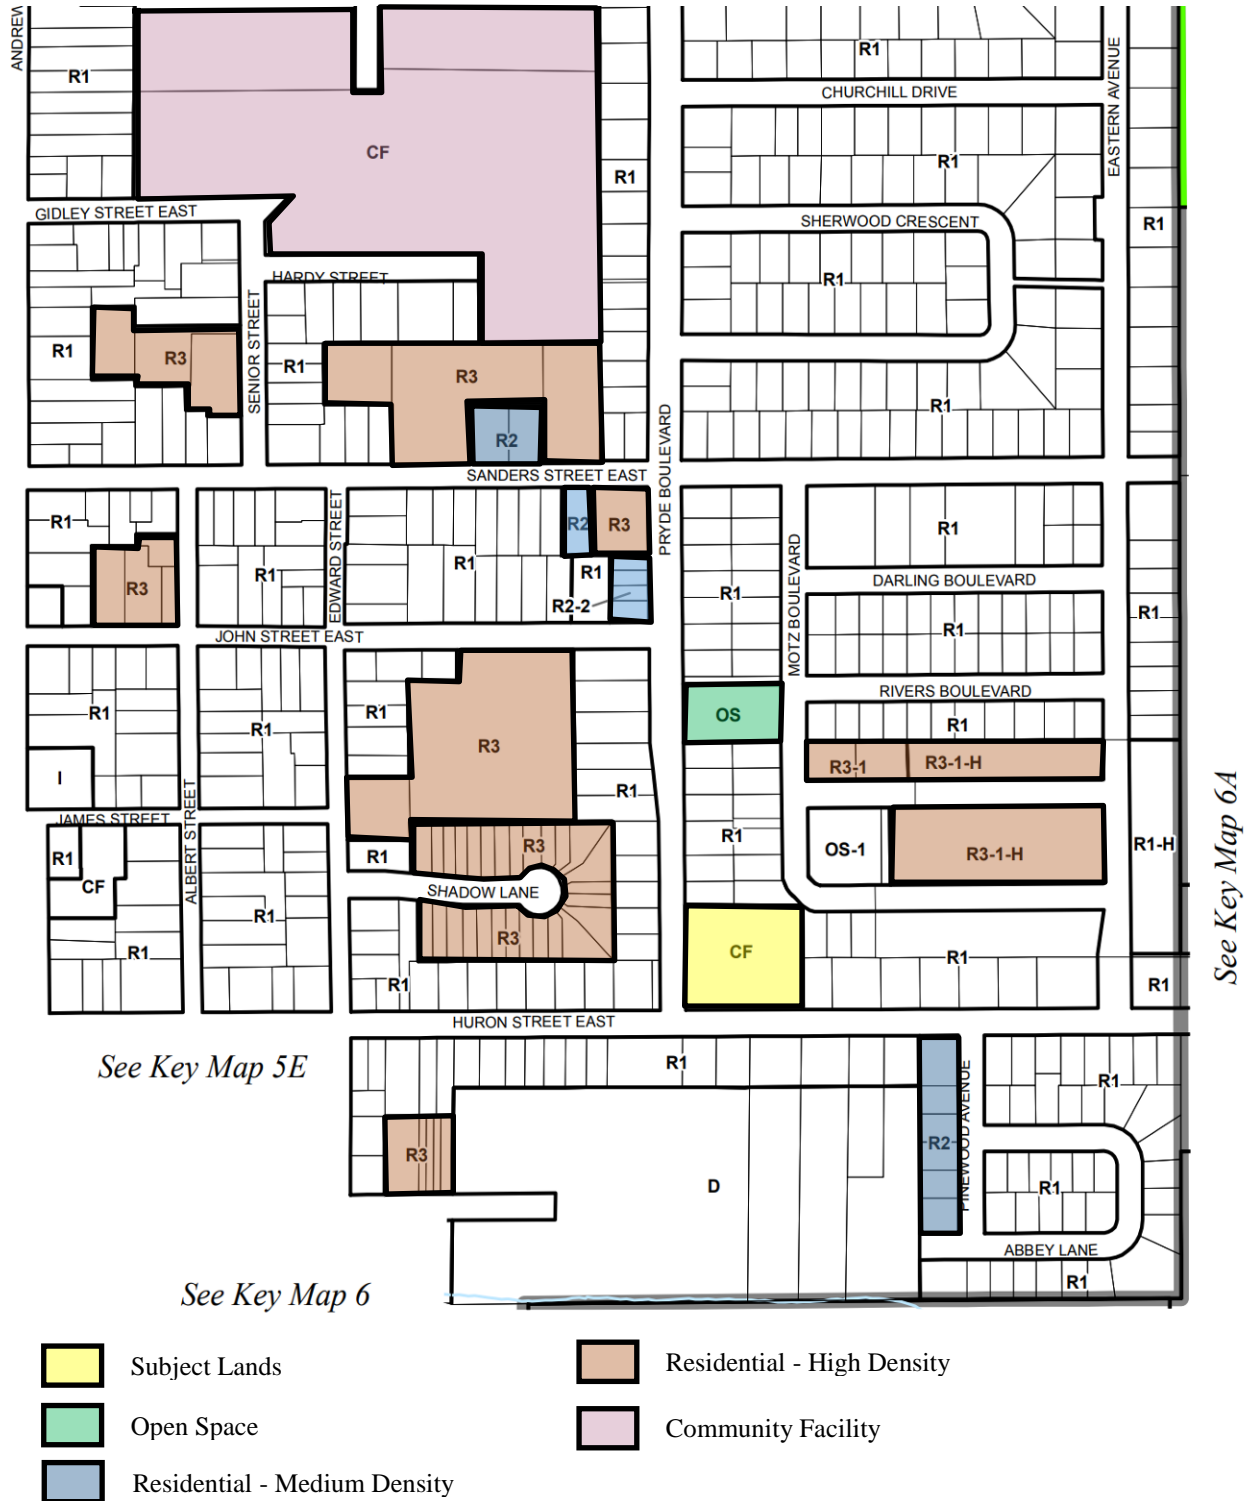 ANDREW
R1
R1
CHURCHILL DRIVE
EASTERN AVENUE
CF
R1
R1
GIDLEY STREET EAST
SHERWOOD CRESCENT
R1
HARDY STREET
R1
SENIOR STREET
R1
R3
R1
R3
R1
PRYDE BOULEVARD
R2
SANDERS STREET EAST
R1
EDWARD STREET
R2
R3
R1
MOTZ BOULEVARD
R1
R1
R1
R3
R2-2
R1
DARLING BOULEVARD
R1
R1
R1
JOHN STREET EAST
RIVERS BOULEVARD
R1
R1
R1
OS
R1
R3
R3-1
R3-1-H
I
R1
ALBERT STREET
JAMES STREET
R1
R3
R1
OS-1
R3-1-H
R1-H
See Key Map 6A
R1
CF
SHADOW LANE
R1
R3
R1
R1
CF
R1
R1
HURON STREET EAST
See Key Map 5E
R1
PINEWOOD AVENUE
R1
R3
R2
D
R1
ABBEY LANE
R1
See Key Map 6
Subject Lands
Residential - High Density
Open Space
Community Facility
Residential - Medium Density